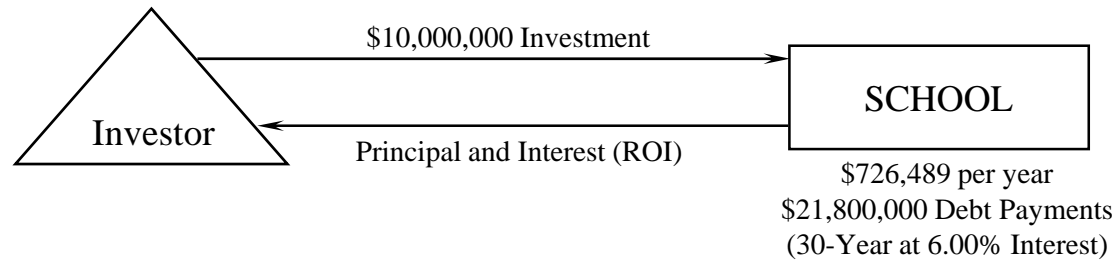 $10,000,000 Investment
Investor
SCHOOL
Principal and Interest (ROI)
$726,489 per year
$21,800,000 Debt Payments
(30-Year at 6.00% Interest)